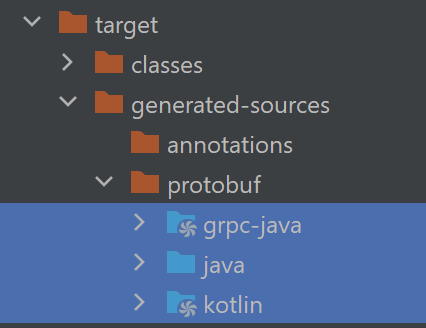 target
classes
generated-sources
annotations
protobuf
grpc-java
java
kotlin